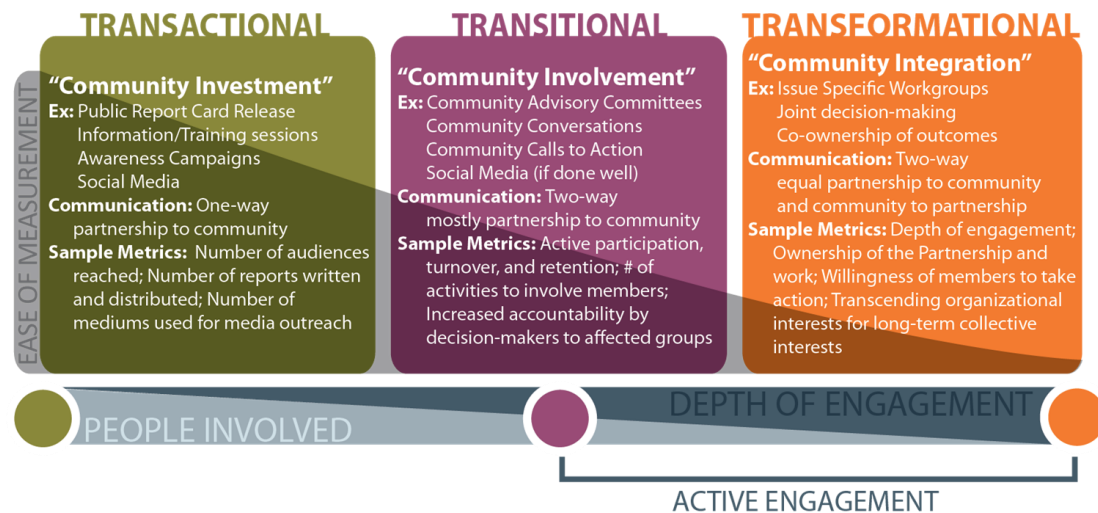 TRANSACTIONAL
“Community Investment”
Ex: Public Report Card Release
Information/Training sessions
Awareness Campaigns
Social Media
Communication: One-way
partnership to community
Sample Metrics: Number of audiences
reached; Number of reports written
and distributed; Number of
mediums used for media outreach
TRANSITIONAL
“Community Involvement”
Ex: Community Advisory Committees
Community Conversations
Community Calls to Action
Social Media (if done well)
Communication: Two-way
mostly partnership to community
Sample Metrics: Active participation,
turnover, and retention; # of
activities to involve members;
Increased accountability by
decision-makers to affected groups
TRANSFORMATIONAL
“Community Integration”
Ex: Issue Specific Workgroups
Joint decision-making
Co-ownership of outcomes
Communication: Two-way
equal partnership to community
and community to partnership
Sample Metrics: Depth of engagement;
Ownership of the Partnership and
work; Willingness of members to take
action; Transcending organizational
interests for long-term collective
interests
EASE OF MEASUREMENT
PEOPLE INVOLVED
DEPTH OF ENGAGEMENT
ACTIVE ENGAGEMENT